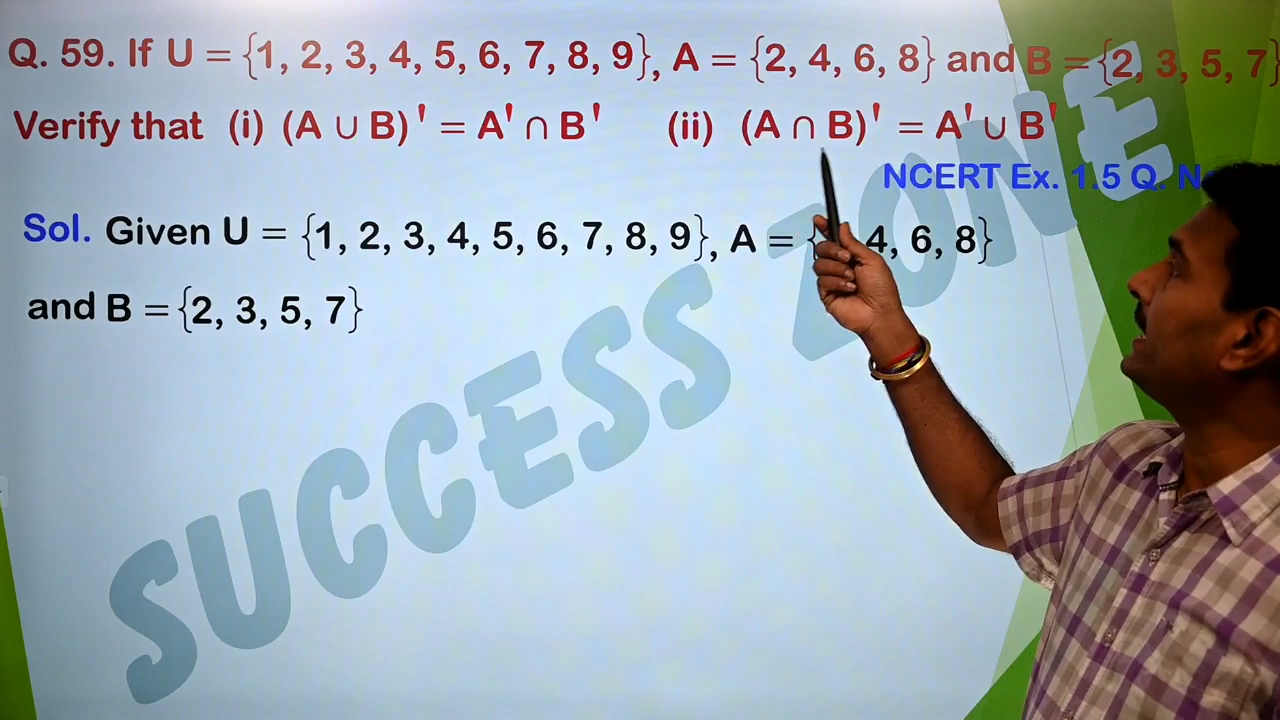 Q. 59. If U = {1, 2, 3, 4, 5, 6, 7, 8, 9}, A = {2, 4, 6, 8} and B = {2, 3, 5, 7}
Verify that (i) (A ∪ B)' = A' ∩ B' (ii) (A ∩ B)' = A' ∪ B'
NCERT Ex. 1.5 Q.
Sol. Given U = {1, 2, 3, 4, 5, 6, 7, 8, 9}, A = { 4, 6, 8}
and B = {2, 3, 5, 7}
SUCCESS ZONE